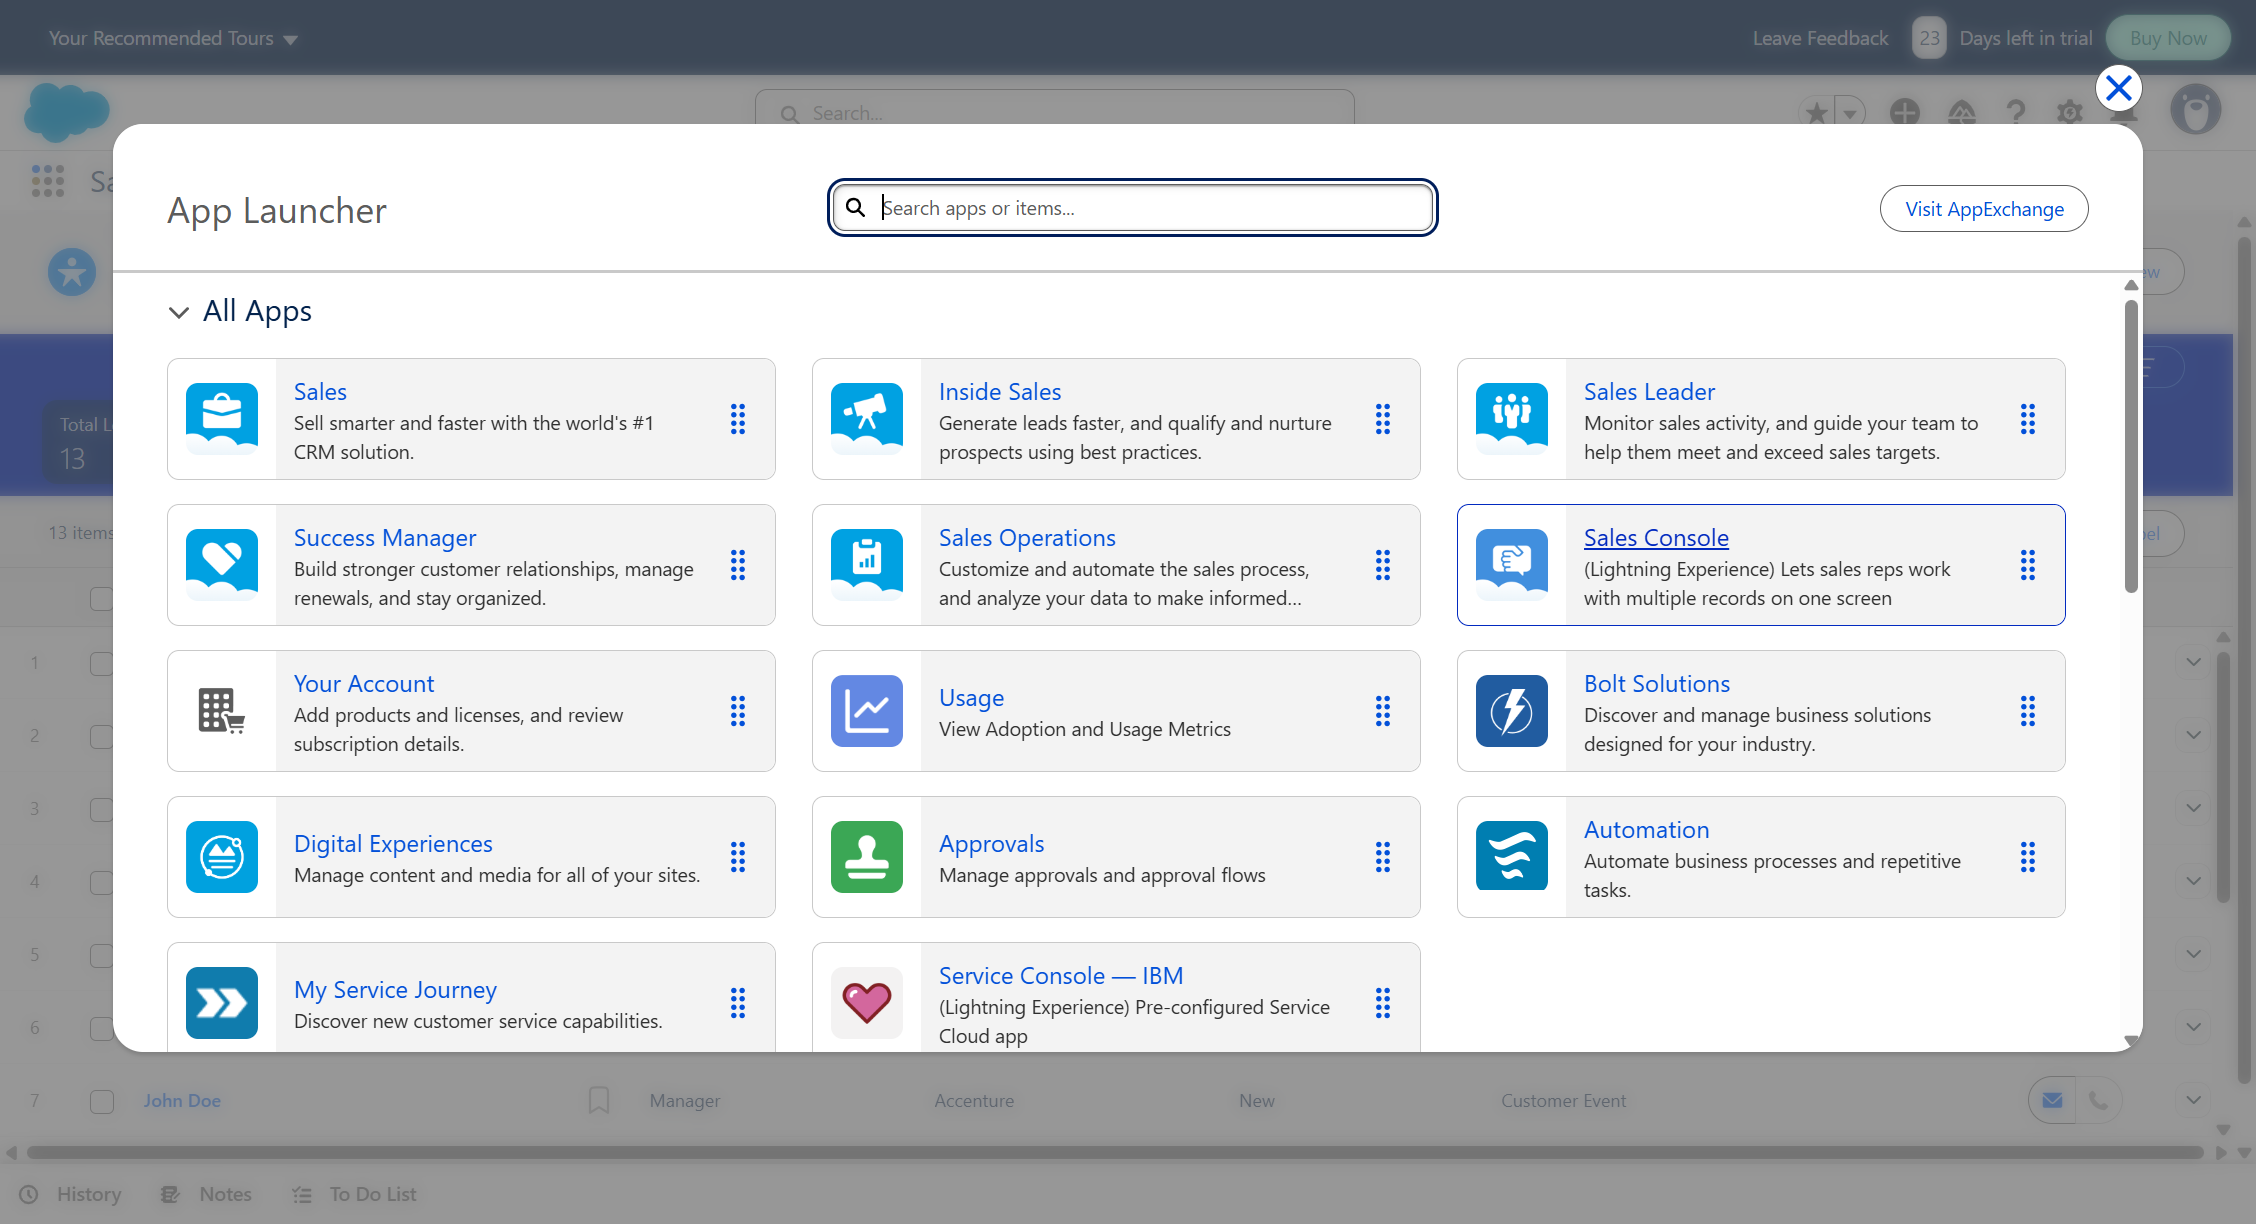 Your Recommended Tours
Leave Feedback
23
Days left in trial
Buy Now
Search...
App Launcher
Search apps or items...
Visit AppExchange
All Apps
Total
13
13 items
Sales
Sell smarter and faster with the world's #1
CRM solution.
Inside Sales
Generate leads faster, and qualify and nurture
prospects using best practices.
Sales Leader
Monitor sales activity, and guide your team to
help them meet and exceed sales targets.
Success Manager
Build stronger customer relationships, manage
renewals, and stay organized.
Sales Operations
Customize and automate the sales process,
and analyze your data to make informed...
Sales Console
(Lightning Experience) Lets sales reps work
with multiple records on one screen
Your Account
Add products and licenses, and review
subscription details.
Usage
View Adoption and Usage Metrics
Bolt Solutions
Discover and manage business solutions
designed for your industry.
Digital Experiences
Manage content and media for all of your sites.
Approvals
Manage approvals and approval flows
Automation
Automate business processes and repetitive
tasks.
My Service Journey
Discover new customer service capabilities.
Service Console — IBM
(Lightning Experience) Pre-configured Service
Cloud app
1
2
3
4
5
6
7
John Doe
Manager
Accenture
New
Customer Event
History
Notes
To Do List